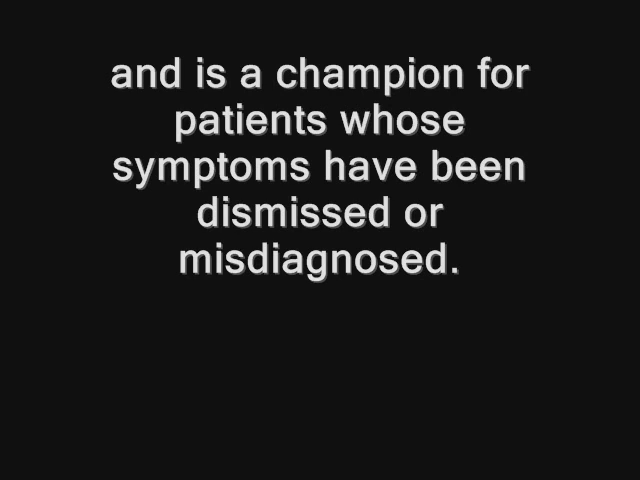 and is a champion for
patients whose
symptoms have been
dismissed or
misdiagnosed.